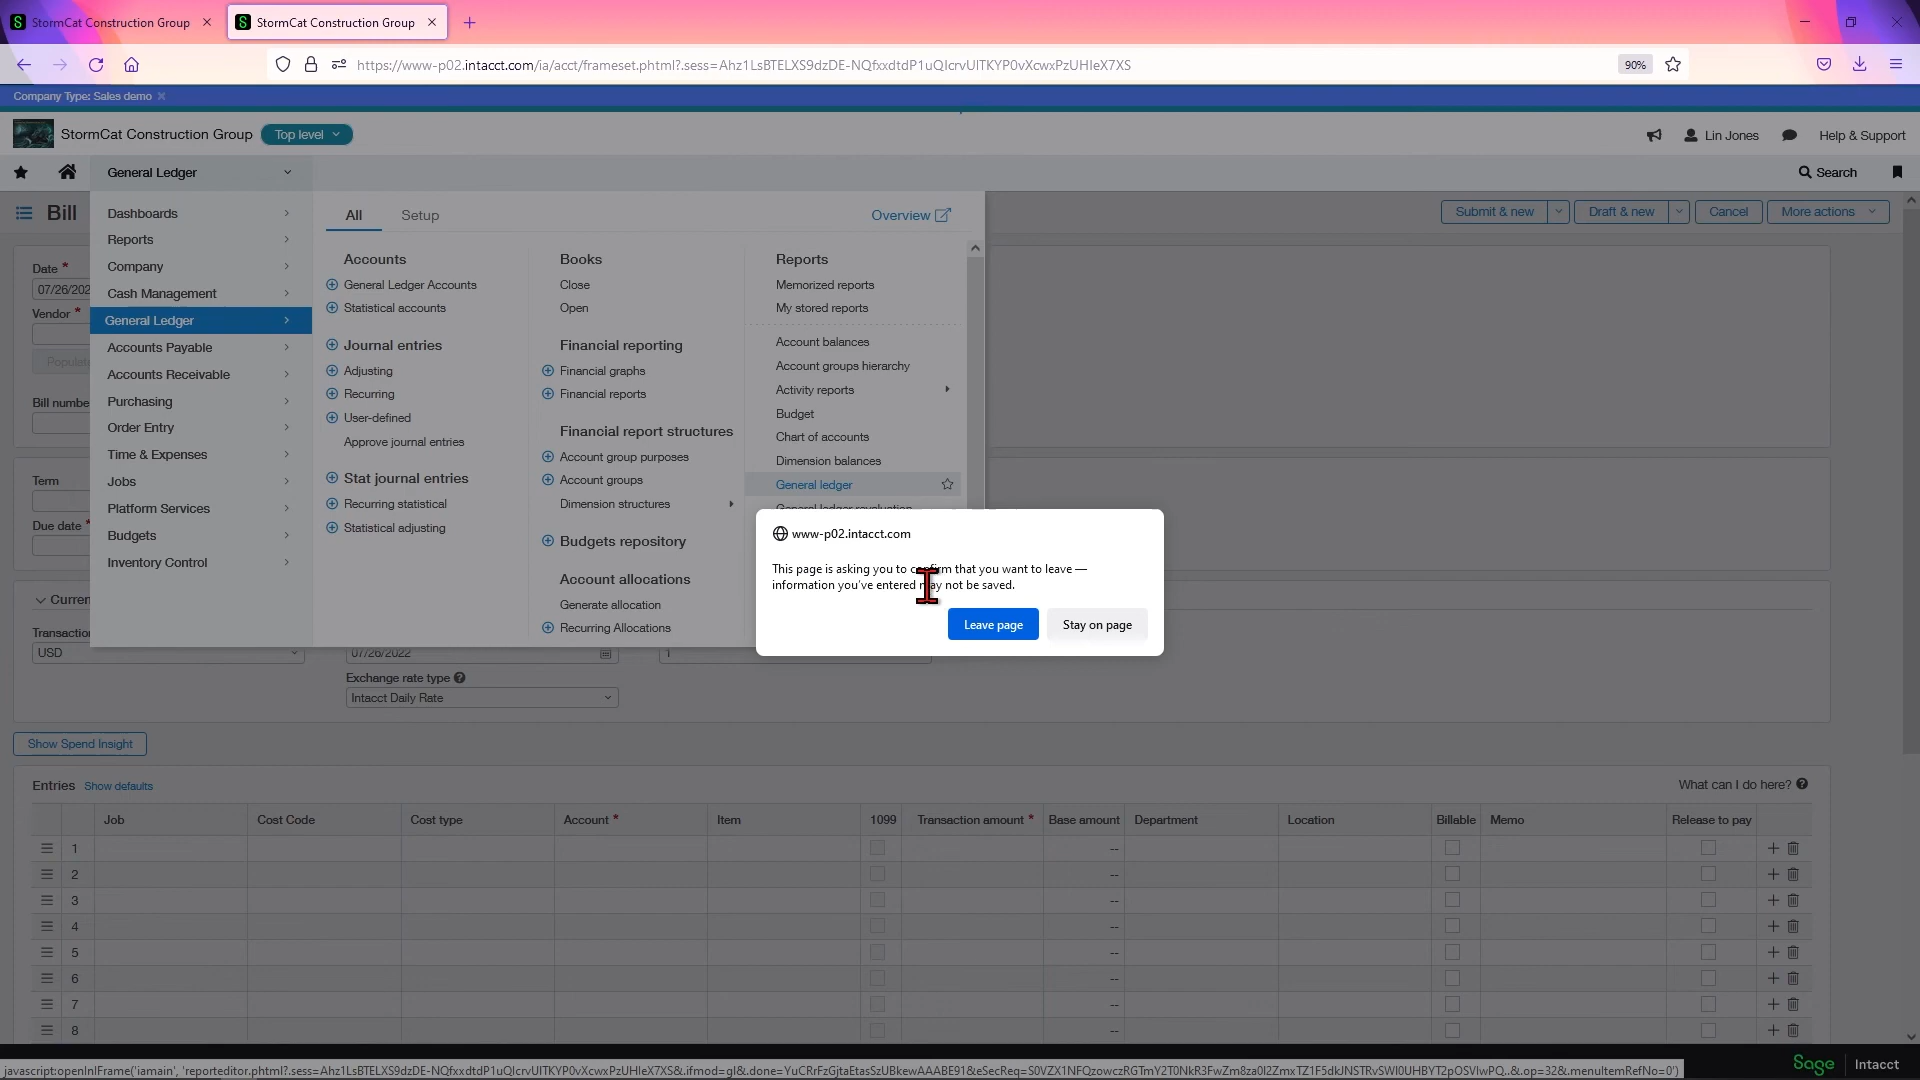 StormCat Construction Group
StormCat Construction Group
https://www-p02.intacct.com/ia/acct/frameset.phtml?.sess=Ahz1LsBTELXS9dzDE-NQfxxdtdP1uQIcrvUITKYP0vXcwxPzUHIeX7XS
90%
Company Type: Sales demo
StormCat Construction Group
Top level
Lin Jones
Help & Support
General Ledger
Search
Bill
Submit & new
Draft & new
Cancel
More actions
Dashboards
Reports
Company
Cash Management
General Ledger
Accounts Payable
Accounts Receivable
Purchasing
Order Entry
Time & Expenses
Jobs
Platform Services
Budgets
Inventory Control
All
Setup
Overview
Accounts
General Ledger Accounts
Statistical accounts
Journal entries
Adjusting
Recurring
User-defined
Approve journal entries
Stat journal entries
Recurring statistical
Statistical adjusting
Books
Close
Open
Financial reporting
Financial graphs
Financial reports
Financial report structures
Account group purposes
Account groups
Dimension structures
Budgets repository
Account allocations
Generate allocation
Recurring Allocations
Reports
Memorized reports
My stored reports
Account balances
Account groups hierarchy
Activity reports
Budget
Chart of accounts
Dimension balances
General ledger
Date *
07/26/202
Vendor *
Bill numbe
Term
Due date *
Curren
Transaction
USD
07/26/2022
1
Exchange rate type
Intacct Daily Rate
www-p02.intacct.com
This page is asking you to confirm that you want to leave —
information you've entered may not be saved.
Leave page
Stay on page
Show Spend Insight
Entries Show defaults
What can I do here?
Job Cost Code Cost type Account * Item 1099 Transaction amount * Base amount Department Location Billable Memo Release to pay
1 --
2 --
3 --
4 --
5 --
6 --
7 --
8 --
Sage Intacct